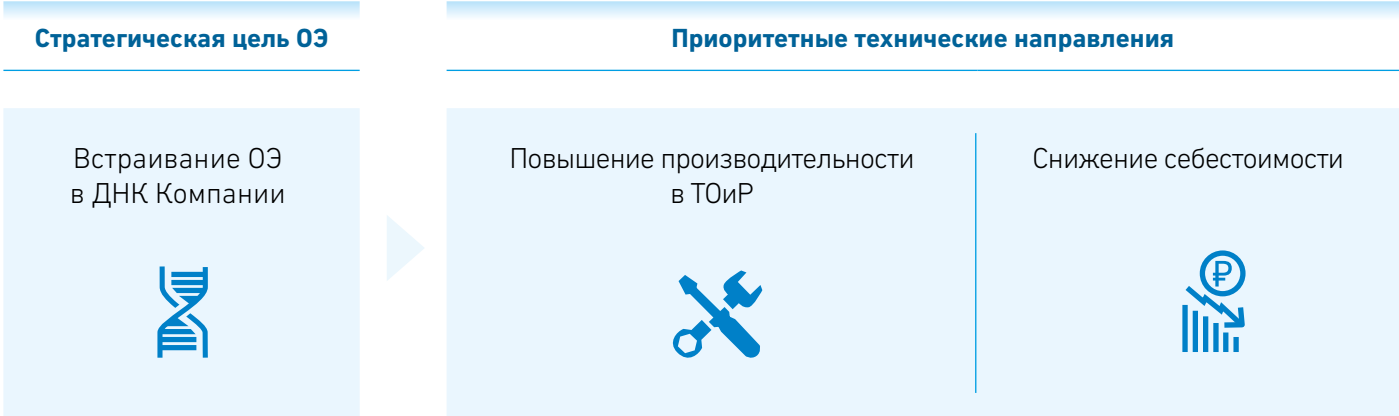 Стратегическая цель ОЭ
Приоритетные технические направления
Встраивание ОЭ
в ДНК Компании
Повышение производительности
в ТОиР
Снижение себестоимости
₽